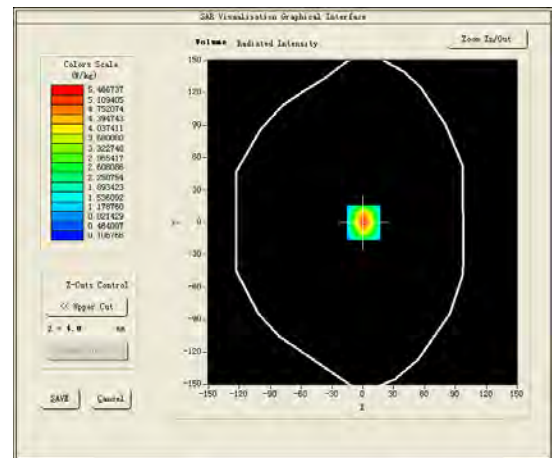 SAR Visualisation Graphical Interface
Volume Radiated Intensity
Zoom In/Out
Colors Scale
(W/kg)
5.466737
5.109405
4.752074
4.394743
4.037411
3.680080
3.322748
2.965417
2.608086
2.250754
1.893423
1.536092
1.178760
0.821429
0.464097
0.106766
150
120
90
60
30
0
-30
-60
-90
-120
-150
-150 -120 -90 -60 -30 0 30 60 90 120 150
X
Z-Cuts Control
<< Upper Cut
Z = 4.0 mm
SAVE Cancel